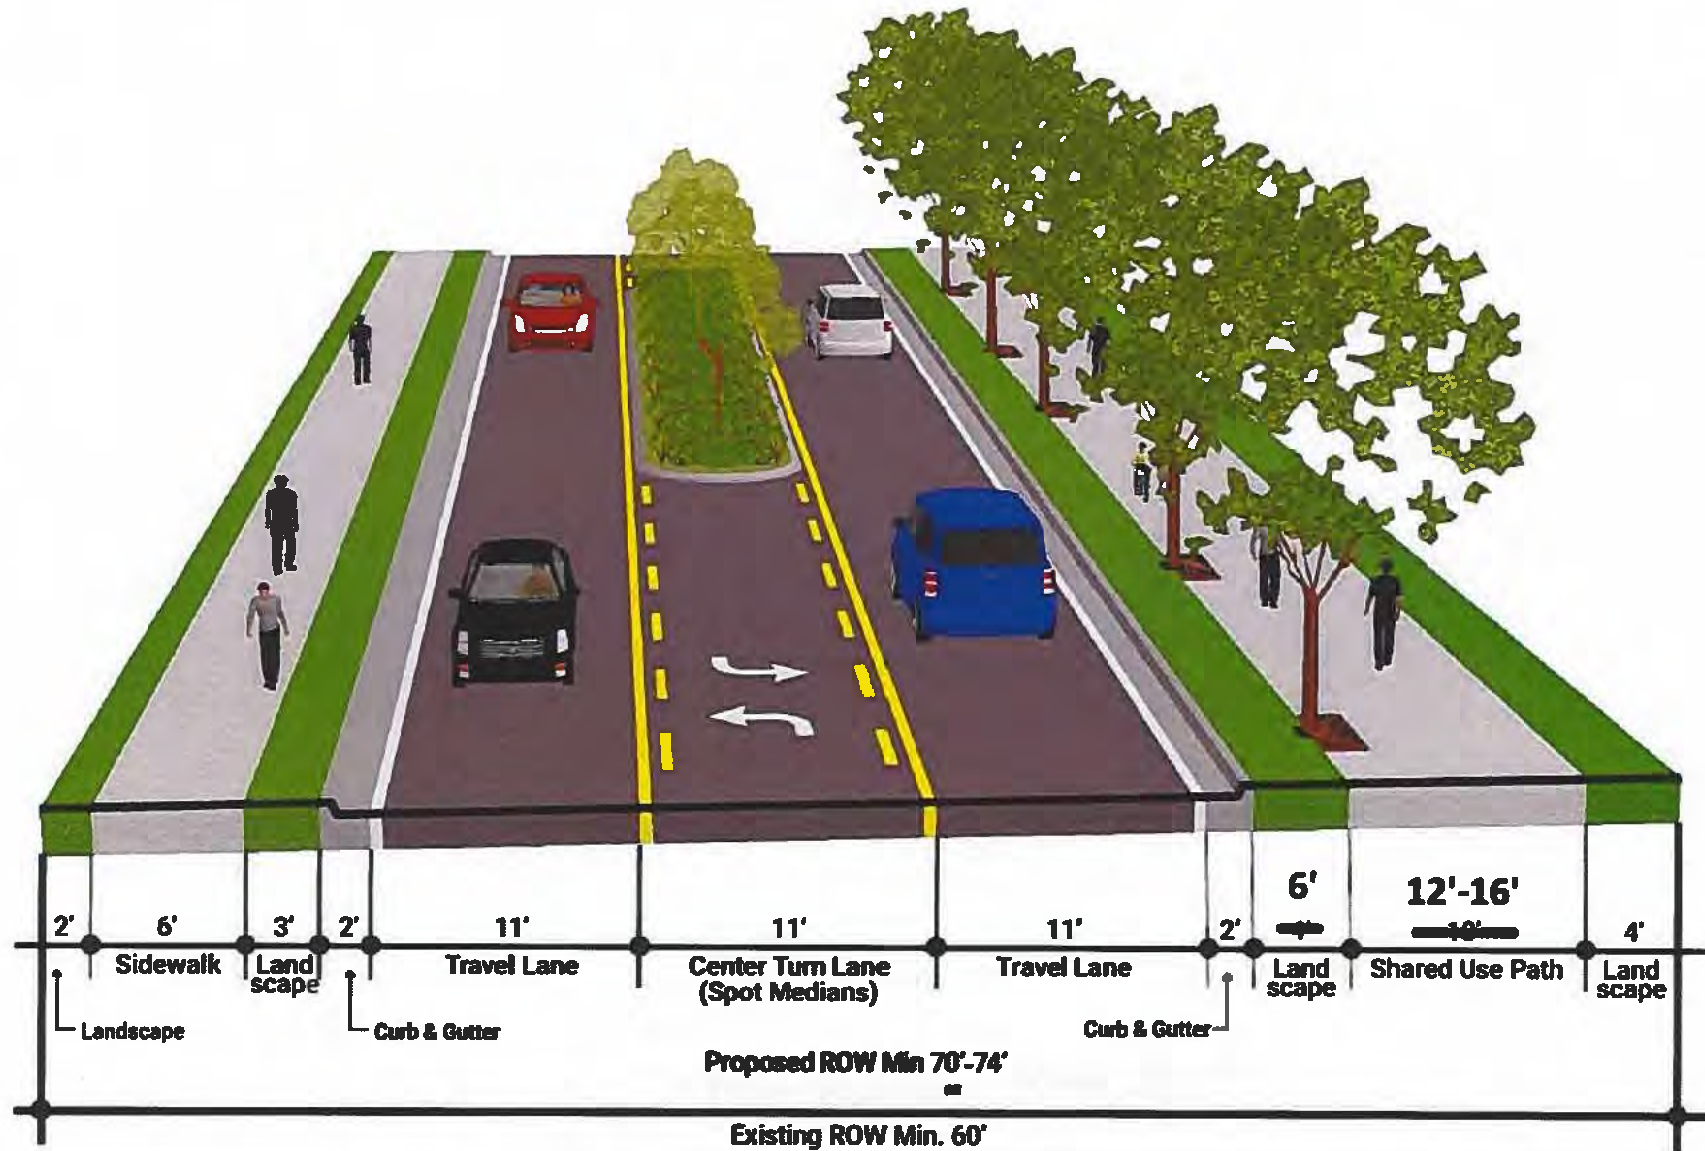 6' 12'-16'
2' 6' 3' 2' 11' 11' 11' 2' 10' 4'
Sidewalk Land scape Travel Lane Center Turn Lane (Spot Medians) Travel Lane Land scape Shared Use Path Land scape
Landscape Curb & Gutter Curb & Gutter
Proposed ROW Min 70'-74'
Existing ROW Min. 60'